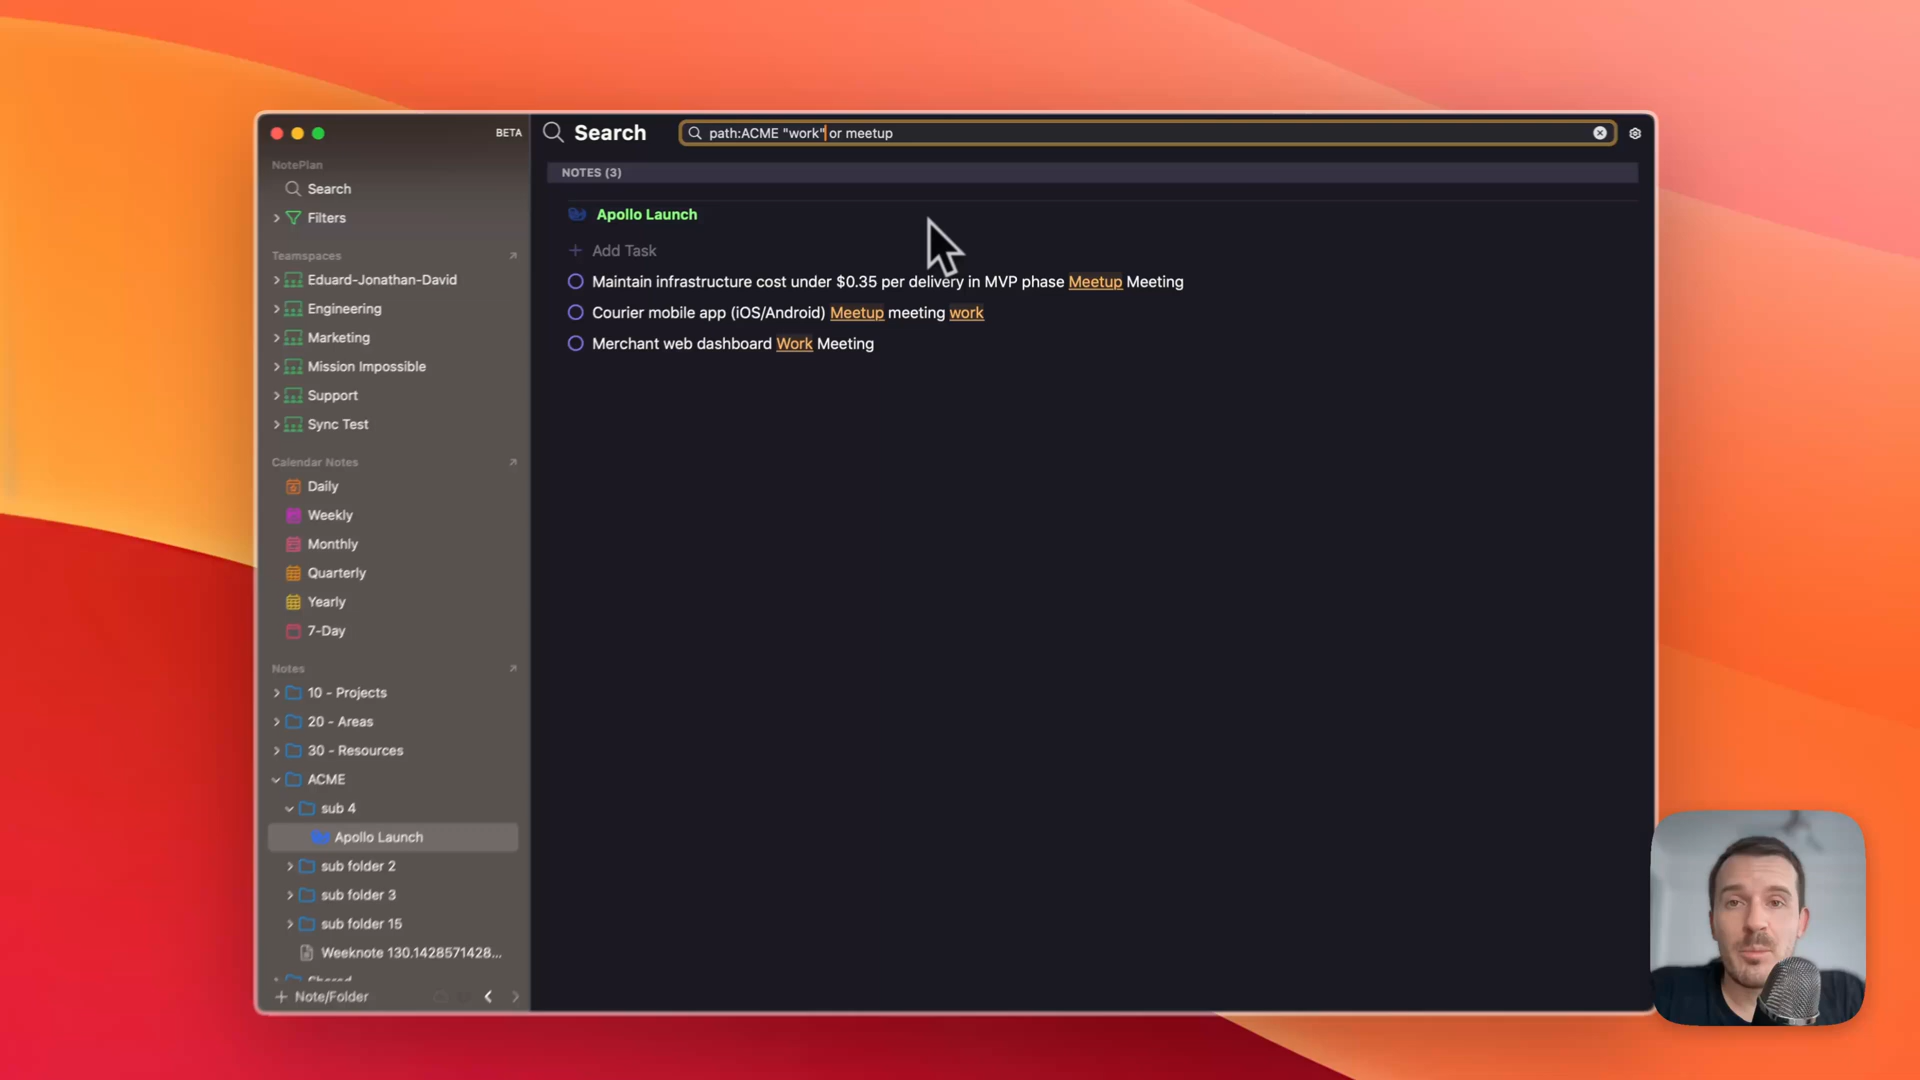 BETA
NotePlan
Search
Filters
Teamspaces
Eduard-Jonathan-David
Engineering
Marketing
Mission Impossible
Support
Sync Test
Calendar Notes
Daily
Weekly
Monthly
Quarterly
Yearly
7-Day
Notes
10 - Projects
20 - Areas
30 - Resources
ACME
sub 4
Apollo Launch
sub folder 2
sub folder 3
sub folder 15
Weeknote 130.1428571428...
Shared
Note/Folder
Search
path:ACME "work" or meetup
NOTES (3)
Apollo Launch
Add Task
Maintain infrastructure cost under $0.35 per delivery in MVP phase Meetup Meeting
Courier mobile app (iOS/Android) Meetup meeting work
Merchant web dashboard Work Meeting